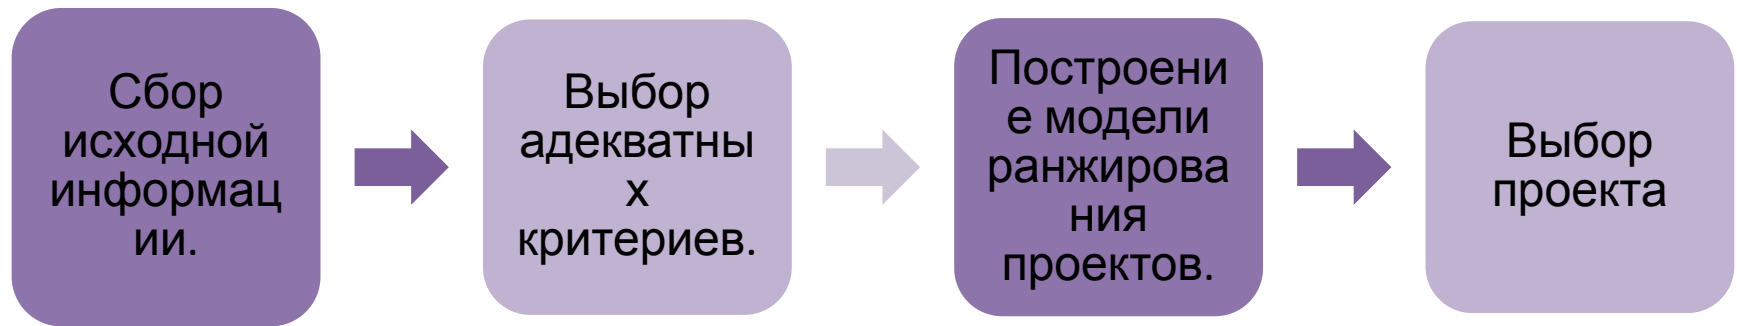 Сбор
исходной
информац
ии.
Выбор
адекватны
х
критериев.
Построени
е модели
ранжирова
ния
проектов.
Выбор
проекта